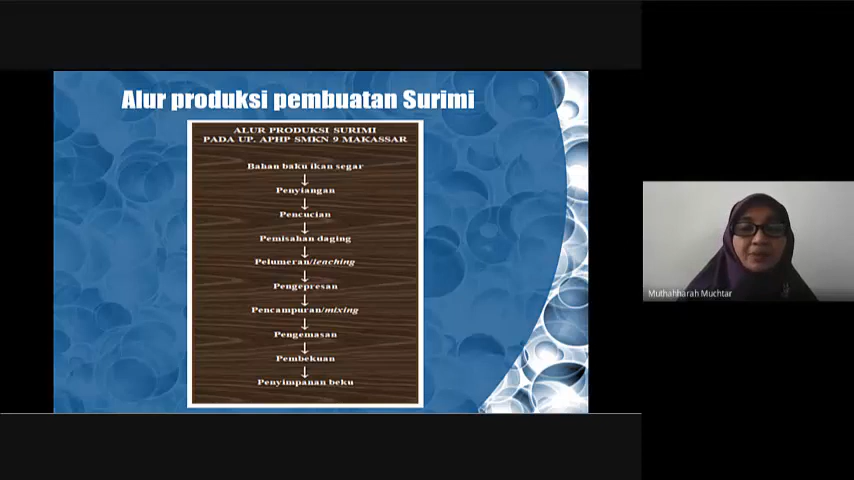 Alur produksi pembuatan Surimi
ALUR PRODUKSI SURIMI
PADA UP. APHP SMKN 9 MAKASSAR
Bahan baku ikan segar
↓
Penyiangan
↓
Pencucian
↓
Pemisahan daging
↓
Pelumeran/leaching
↓
Pengepresan
↓
Pencampuran/mixing
↓
Pengemasan
↓
Pembekuan
↓
Penyimpanan beku
Muthahharah Muchtar